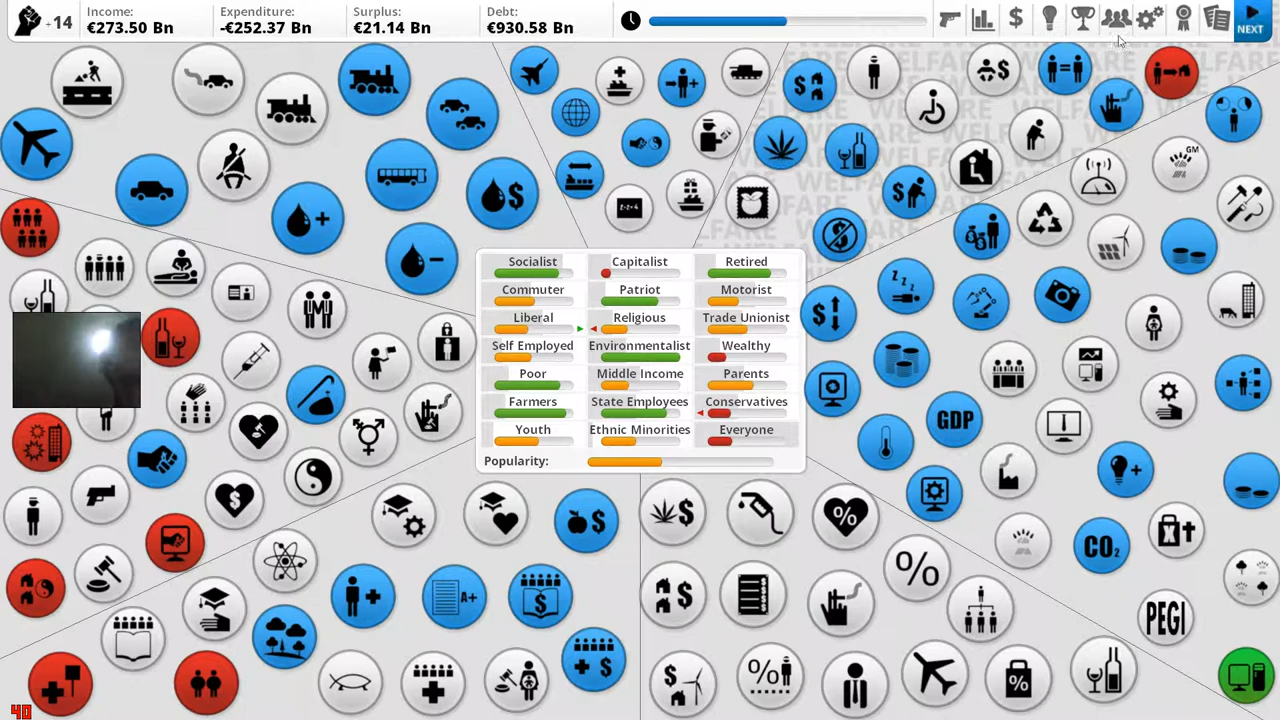 Income: Expenditure: Surplus: Debt:
+14 €273.50 Bn -€252.37 Bn €21.14 Bn €930.58 Bn
NEXT
WELFARE
GM
Socialist Capitalist Retired
Commuter Patriot Motorist
Liberal Religious Trade Unionist
Self Employed Environmentalist Wealthy
Poor Middle Income Parents
Farmers State Employees Conservatives
Youth Ethnic Minorities Everyone
Popularity:
GDP
CO₂
PEGI
A+
40